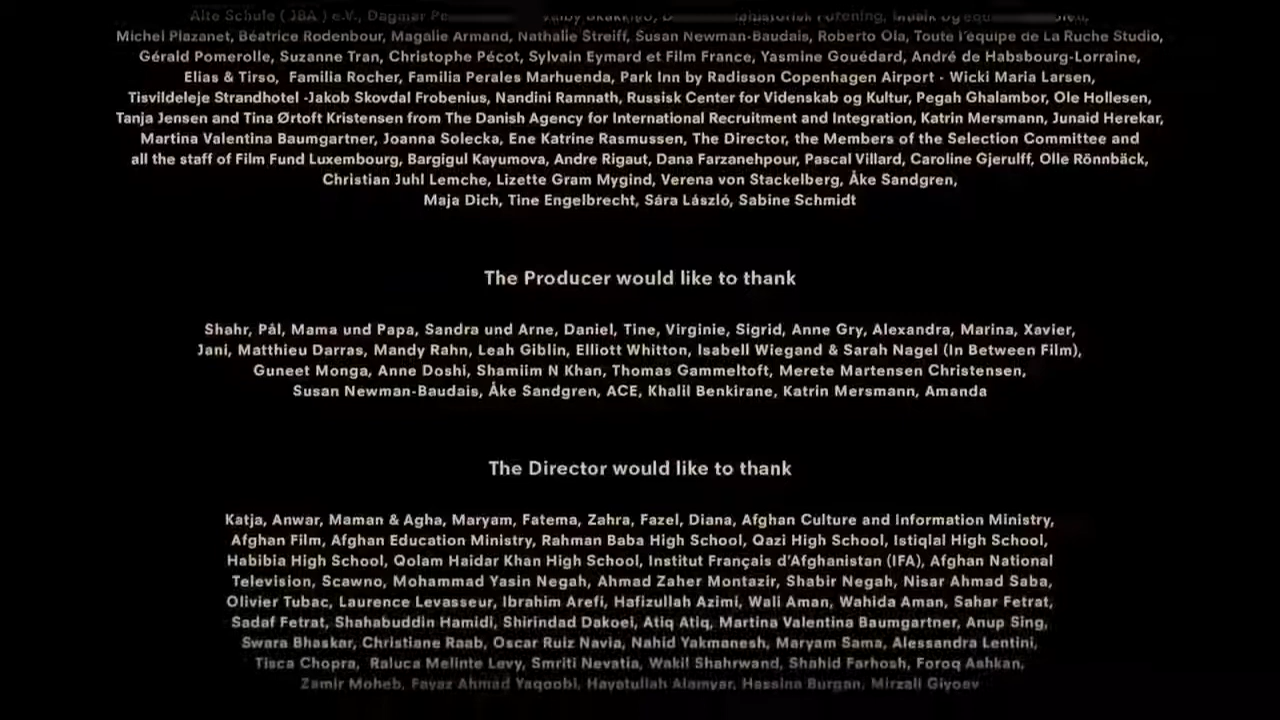 Alte Schule ( JBA ) e.V., Dagmar
Michel Plazanet, Béatrice Rodenbour, Magalie Armand, Nathalie Streiff, Susan Newman-Baudais, Roberto Ola, Toute l'equipe de La Ruche Studio,
Gérald Pomerolle, Suzanne Tran, Christophe Pécot, Sylvain Eymard et Film France, Yasmine Gouédard, André de Habsbourg-Lorraine,
Elias & Tirso, Familia Rocher, Familia Perales Marhuenda, Park Inn by Radisson Copenhagen Airport - Wicki Maria Larsen,
Tisvildeleje Strandhotel -Jakob Skovdal Frobenius, Nandini Ramnath, Russisk Center for Videnskab og Kultur, Pegah Ghalambor, Ole Hollesen,
Tanja Jensen and Tina Ørtoft Kristensen from The Danish Agency for International Recruitment and Integration, Katrin Mersmann, Junaid Herekar,
Martina Valentina Baumgartner, Joanna Solecka, Ene Katrine Rasmussen, The Director, the Members of the Selection Committee and
all the staff of Film Fund Luxembourg, Bargigul Kayumova, Andre Rigaut, Dana Farzanehpour, Pascal Villard, Caroline Gjerulff, Olle Rönnbäck,
Christian Juhl Lemche, Lizette Gram Mygind, Verena von Stackelberg, Åke Sandgren,
Maja Dich, Tine Engelbrecht, Sára László, Sabine Schmidt
The Producer would like to thank
Shahr, Pål, Mama und Papa, Sandra und Arne, Daniel, Tine, Virginie, Sigrid, Anne Gry, Alexandra, Marina, Xavier,
Jani, Matthieu Darras, Mandy Rahn, Leah Giblin, Elliott Whitton, Isabell Wiegand & Sarah Nagel (In Between Film),
Guneet Monga, Anne Doshi, Shamiim N Khan, Thomas Gammeltoft, Merete Martensen Christensen,
Susan Newman-Baudais, Åke Sandgren, ACE, Khalil Benkirane, Katrin Mersmann, Amanda
The Director would like to thank
Katja, Anwar, Maman & Agha, Maryam, Fatema, Zahra, Fazel, Diana, Afghan Culture and Information Ministry,
Afghan Film, Afghan Education Ministry, Rahman Baba High School, Qazi High School, Istiqlal High School,
Habibia High School, Qolam Haidar Khan High School, Institut Français d'Afghanistan (IFA), Afghan National
Television, Scawno, Mohammad Yasin Negah, Ahmad Zaher Montazir, Shabir Negah, Nisar Ahmad Saba,
Olivier Tubac, Laurence Levasseur, Ibrahim Arefi, Hafizullah Azimi, Wali Aman, Wahida Aman, Sahar Fetrat,
Sadaf Fetrat, Shahabuddin Hamidi, Shirindad Dakoei, Atiq Atiq, Martina Valentina Baumgartner, Anup Sing,
Swara Bhaskar, Christiane Raab, Oscar Ruiz Navia, Nahid Yakmanesh, Maryam Sama, Alessandra Lentini,
Tisca Chopra, Raluca Melinte Levy, Smriti Nevatia, Wakil Shahrwand, Shahid Farhosh, Foroq Aahkan,
Zamir Moheb, Fayaz Ahmad Yaqoobi, Hayatullah Alamyar, Hassina Burgan, Mirzali Giyoev